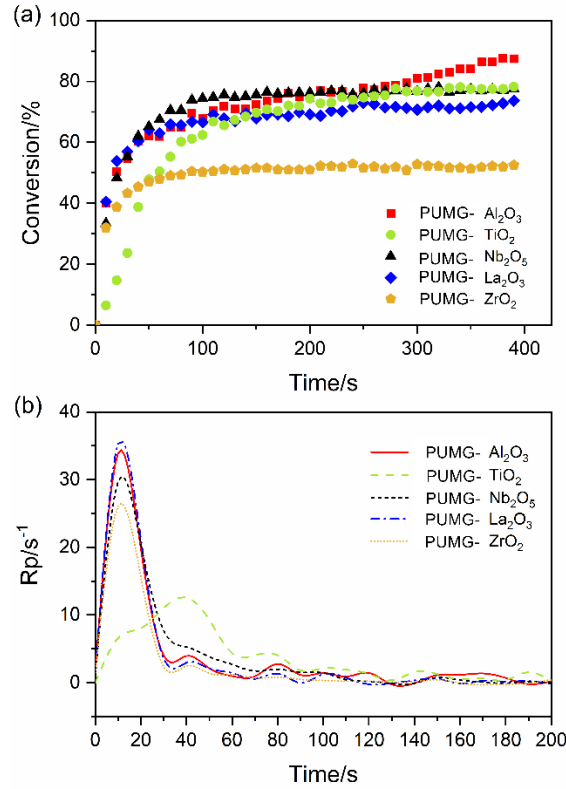 (a)
100
80
60
40
20
0
Conversion/%
PUMG- Al₂O₃
PUMG- TiO₂
PUMG- Nb₂O₅
PUMG- La₂O₃
PUMG- ZrO₂
0 100 200 300 400
Time/s
(b)
40
30
20
10
0
Rp/s⁻¹
PUMG- Al₂O₃
PUMG- TiO₂
PUMG- Nb₂O₅
PUMG- La₂O₃
PUMG- ZrO₂
0 20 40 60 80 100 120 140 160 180 200
Time/s